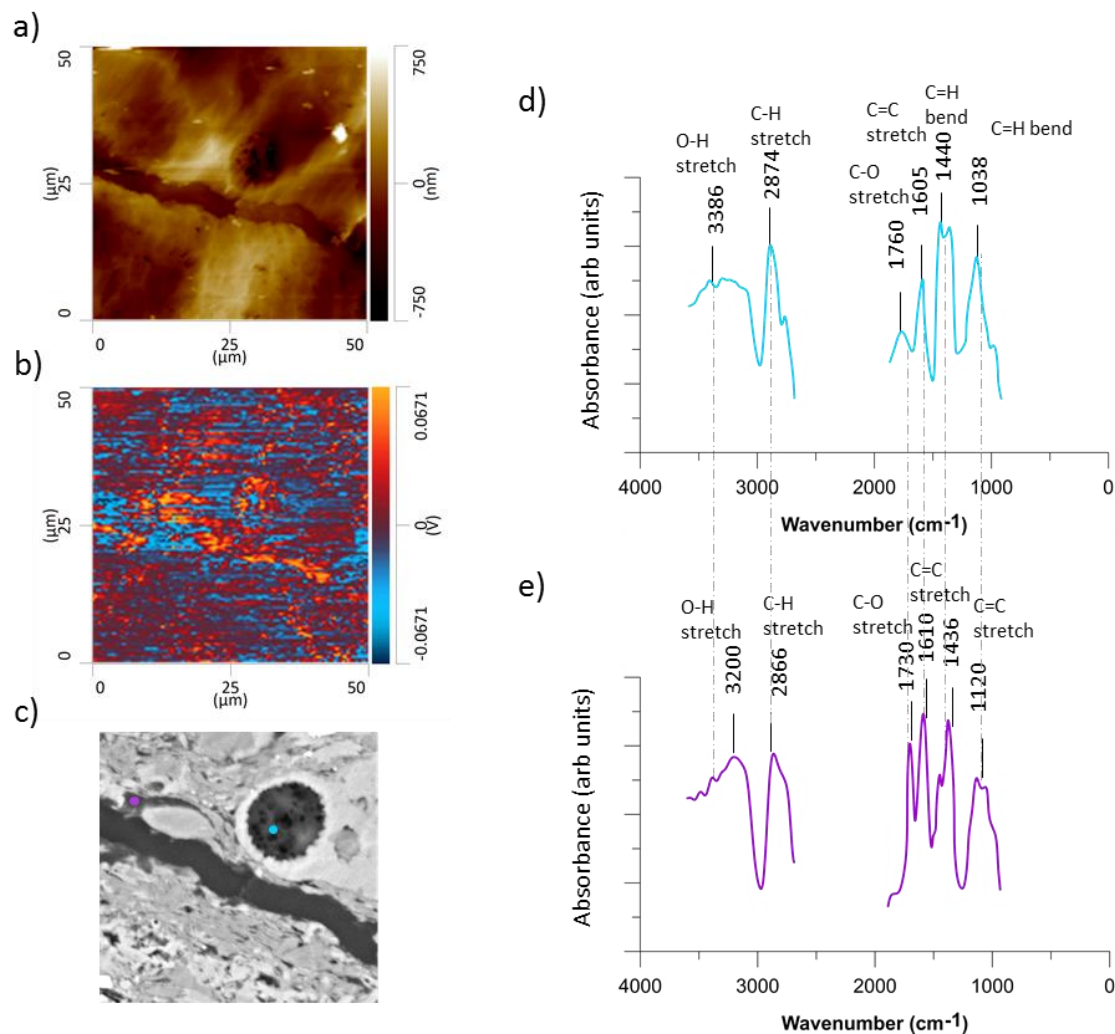 a)
50
25
0
(µm)
0
25
50
(µm)
750
0
-750
(nm)
b)
50
25
0
(µm)
0
25
50
(µm)
0.0671
0
-0.0671
(V)
c)
d)
O-H
stretch
3386
C-H
stretch
2874
C=C
stretch
C-O
stretch
1760
1605
C=H
bend
1440
C=H bend
1038
Absorbance (arb units)
4000
3000
2000
1000
0
Wavenumber (cm-1)
e)
O-H
stretch
3200
C-H
stretch
2866
C-O
stretch
1730
C=C
stretch
1610
1436
C=C
stretch
1120
Absorbance (arb units)
4000
3000
2000
1000
0
Wavenumber (cm-1)